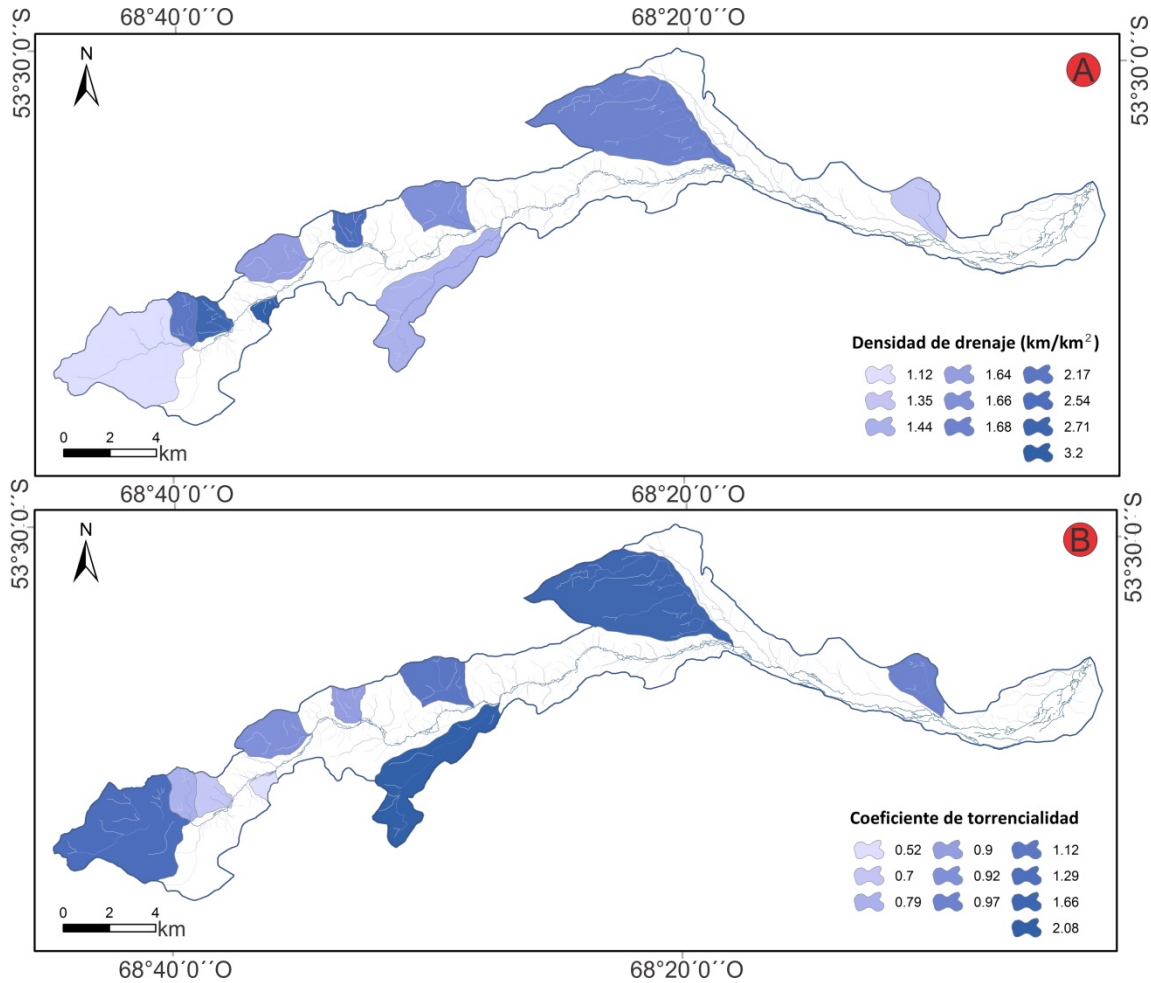 68°40´0´´O 68°20´0´´O
53°30´0´´S
53°30´0´´S
N
A
Densidad de drenaje (km/km²)
1.12 1.64 2.17
1.35 1.66 2.54
1.44 1.68 2.71
3.2
0 2 4
km
68°40´0´´O 68°20´0´´O
53°30´0´´S
53°30´0´´S
N
B
Coeficiente de torrencialidad
0.52 0.9 1.12
0.7 0.92 1.29
0.79 0.97 1.66
2.08
0 2 4
km
68°40´0´´O 68°20´0´´O